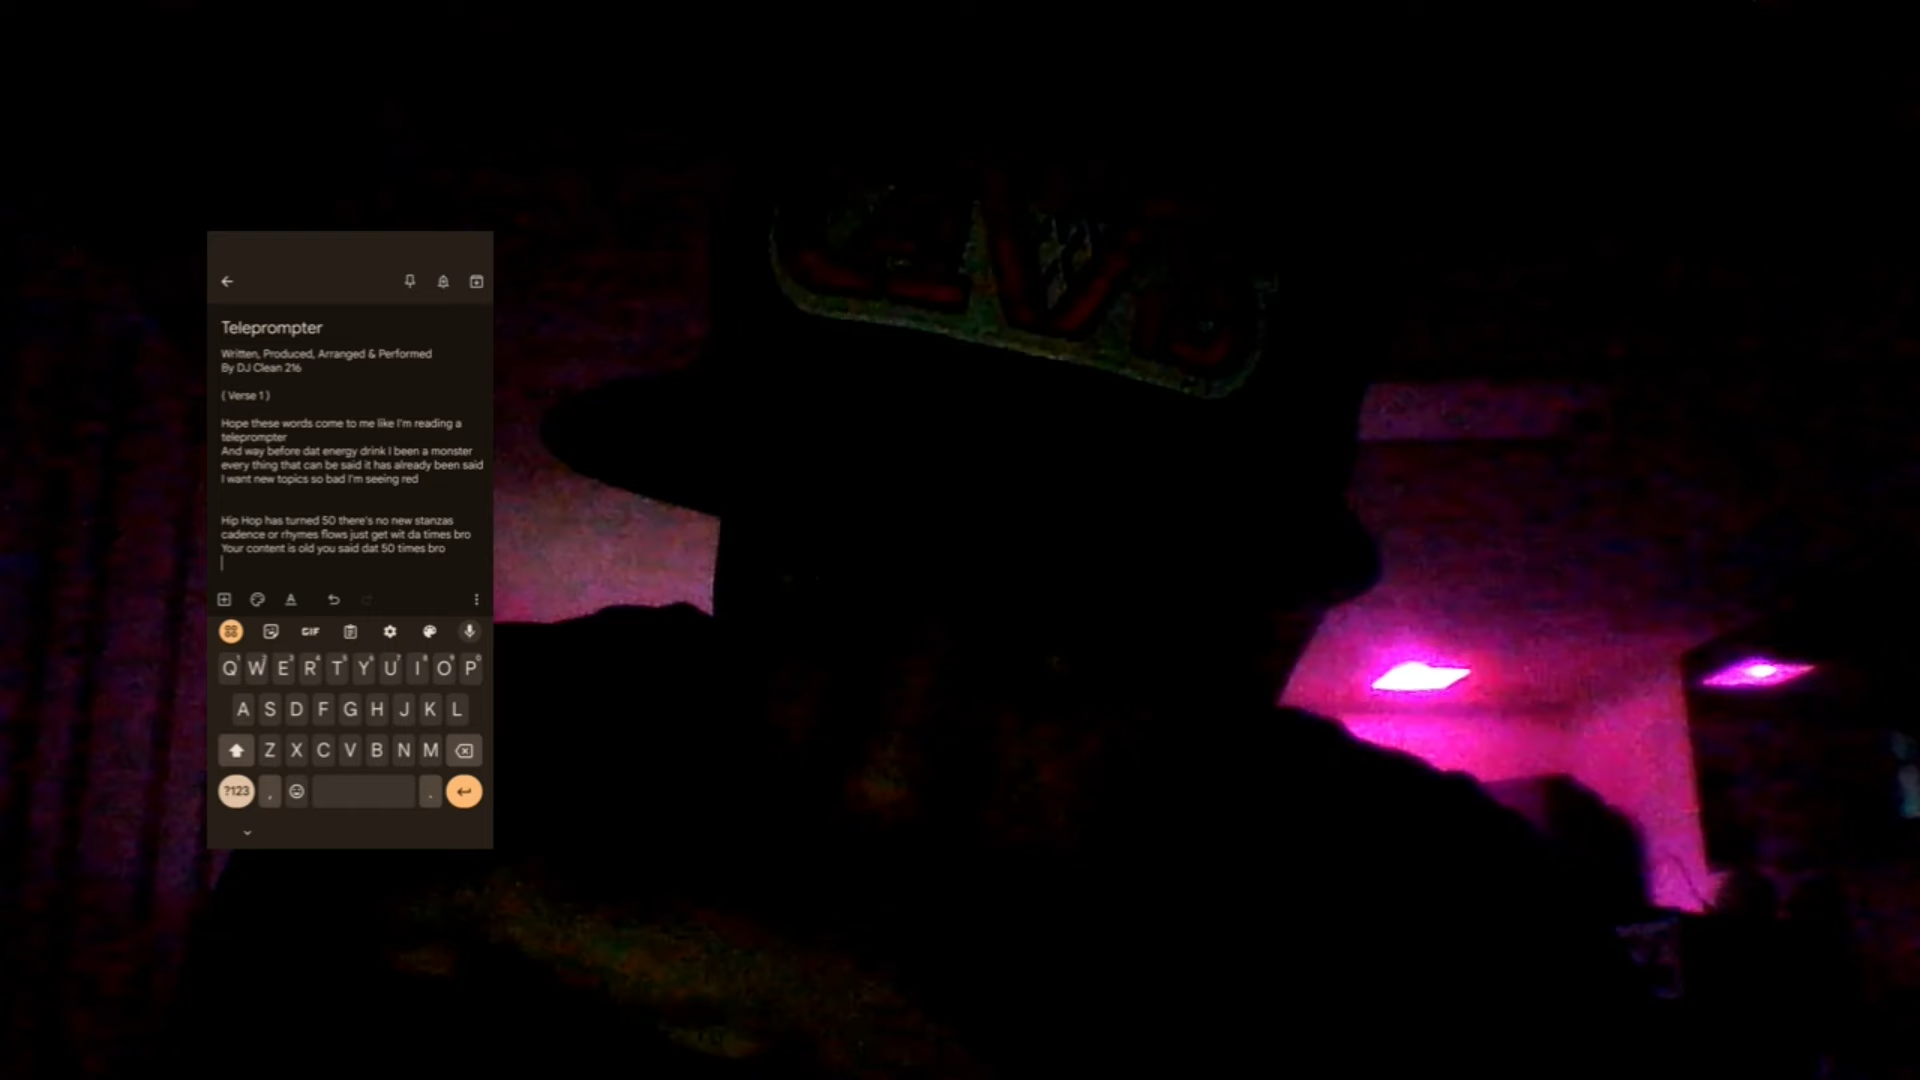 Teleprompter
Written, Produced, Arranged & Performed
By DJ Clean 216
( Verse 1 )
Hope these words come to me like I'm reading a
teleprompter
And way before dat energy drink I been a monster
every thing that can be said it has already been said
I want new topics so bad I'm seeing red
Hip Hop has turned 50 there's no new stanzas
cadence or rhymes flows just get wit da times bro
Your content is old you said dat 50 times bro
GIF
Q W E R T Y U I O P
A S D F G H J K L
Z X C V B N M
?123 , .